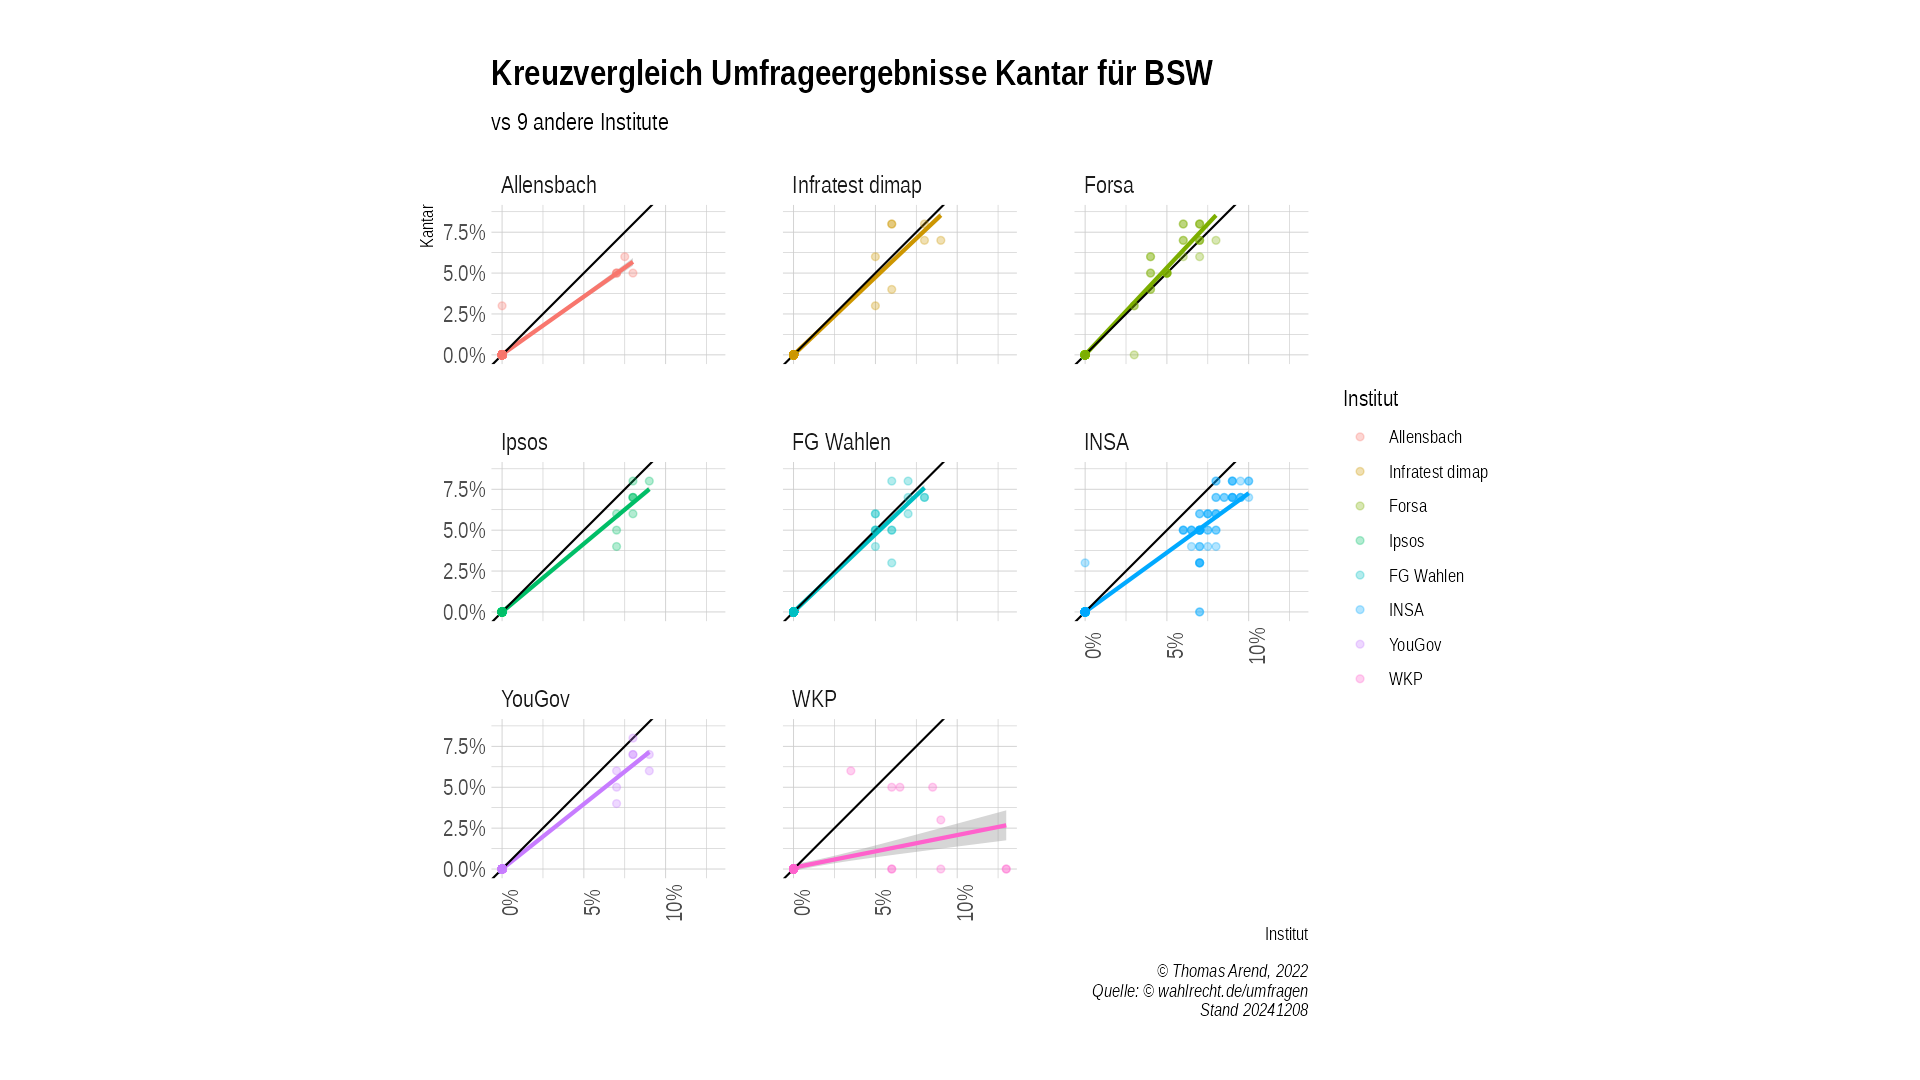 Kreuzvergleich Umfrageergebnisse Kantar für BSW
vs 9 andere Institute
Allensbach
Infratest dimap
Forsa
Kantar
7.5%
5.0%
2.5%
0.0%
Ipsos
FG Wahlen
INSA
7.5%
5.0%
2.5%
0.0%
0%
5%
10%
YouGov
WKP
7.5%
5.0%
2.5%
0.0%
0%
5%
10%
0%
5%
10%
Institut
Allensbach
Infratest dimap
Forsa
Ipsos
FG Wahlen
INSA
YouGov
WKP
Institut
© Thomas Arend, 2022
Quelle: © wahlrecht.de/umfragen
Stand 20241208